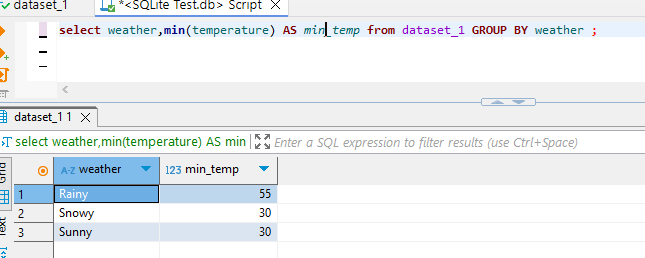 dataset_1
*<SQLite Test.db> Script
select weather,min(temperature) AS min_temp from dataset_1 GROUP BY weather ;
dataset_1 1
select weather,min(temperature) AS min
Enter a SQL expression to filter results (use Ctrl+Space)
Grid
A-Z weather
123 min_temp
1 Rainy 55
2 Snowy 30
3 Sunny 30
Text